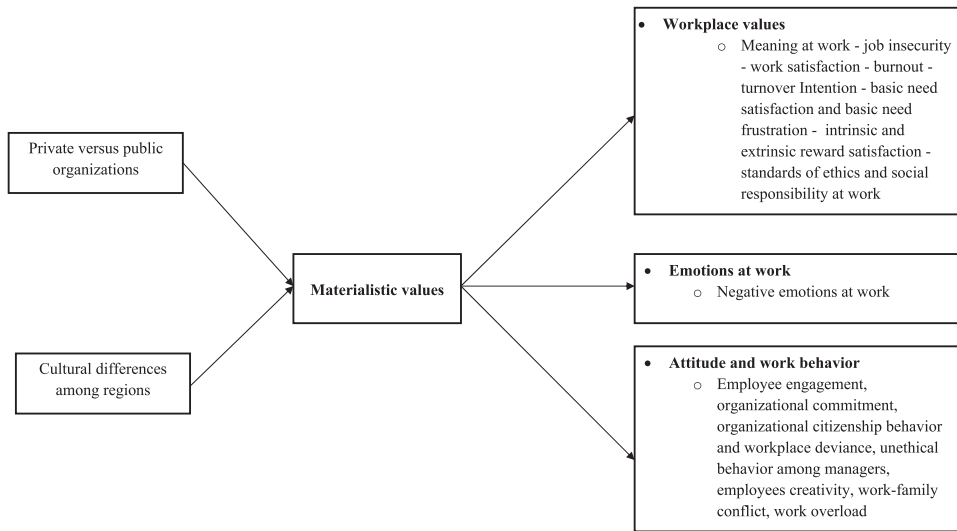 Private versus public
organizations
Cultural differences
among regions
Materialistic values
• Workplace values
○ Meaning at work - job insecurity
- work satisfaction - burnout -
turnover Intention - basic need
satisfaction and basic need
frustration - intrinsic and
extrinsic reward satisfaction -
standards of ethics and social
responsibility at work
• Emotions at work
○ Negative emotions at work
• Attitude and work behavior
○ Employee engagement,
organizational commitment,
organizational citizenship behavior
and workplace deviance, unethical
behavior among managers,
employees creativity, work-family
conflict, work overload